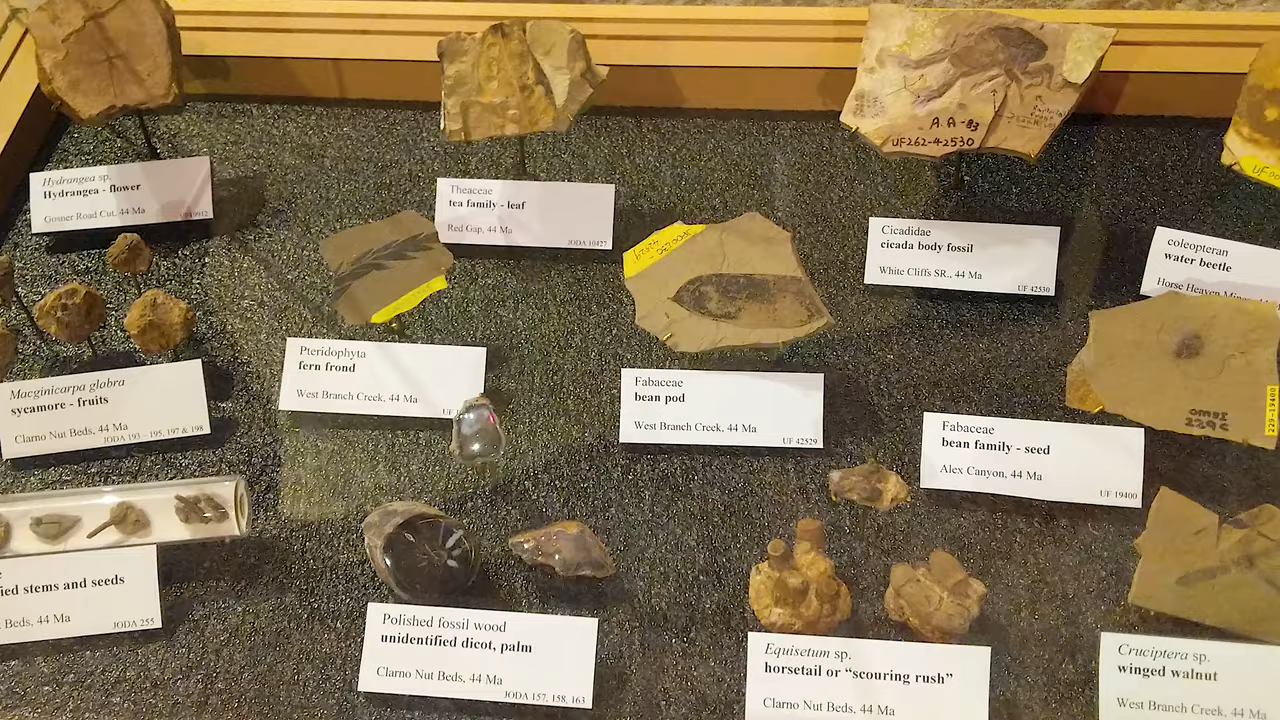 Hydrangea sp.
Hydrangea - flower
Gosner Road Cut, 44 Ma
UF 19912
Theaceae
tea family - leaf
Red Gap, 44 Ma
JODA 10427
A.A-83
UF262-42530
Cicadidae
cicada body fossil
White Cliffs SR., 44 Ma
UF 42530
coleopteran
water beetle
Horse Heaven
Macginicarpa glabra
sycamore - fruits
Clarno Nut Beds, 44 Ma
JODA 193 – 195, 197 & 198
Pteridophyta
fern frond
West Branch Creek, 44 Ma
Fabaceae
bean pod
West Branch Creek, 44 Ma
UF 42529
229-19400
Fabaceae
bean family - seed
Alex Canyon, 44 Ma
UF 19400
ied stems and seeds
Beds, 44 Ma
JODA 255
Polished fossil wood
unidentified dicot, palm
Clarno Nut Beds, 44 Ma
JODA 157, 158, 163
Equisetum sp.
horsetail or “scouring rush”
Clarno Nut Beds, 44 Ma
Cruciptera sp.
winged walnut
West Branch Creek, 44 Ma